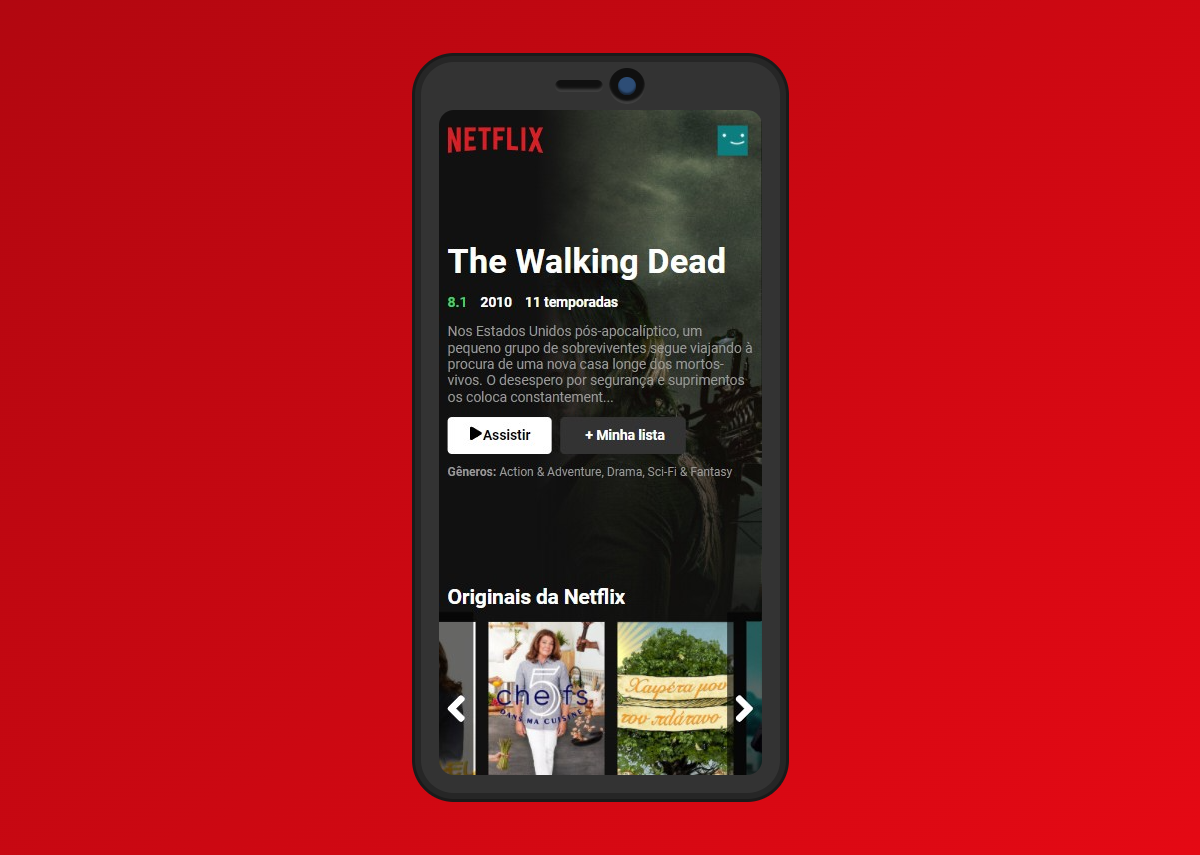 NETFLIX
The Walking Dead
8.1 2010 11 temporadas
Nos Estados Unidos pós-apocalíptico, um
pequeno grupo de sobreviventes segue viajando à
procura de uma nova casa longe dos mortos-
vivos. O desespero por segurança e suprimentos
os coloca constantement...
Assistir + Minha lista
Gêneros: Action & Adventure, Drama, Sci-Fi & Fantasy
Originais da Netflix
5
chefs
DANS MA CUISINE
Χαιρέτα μου
τον πλάτανο